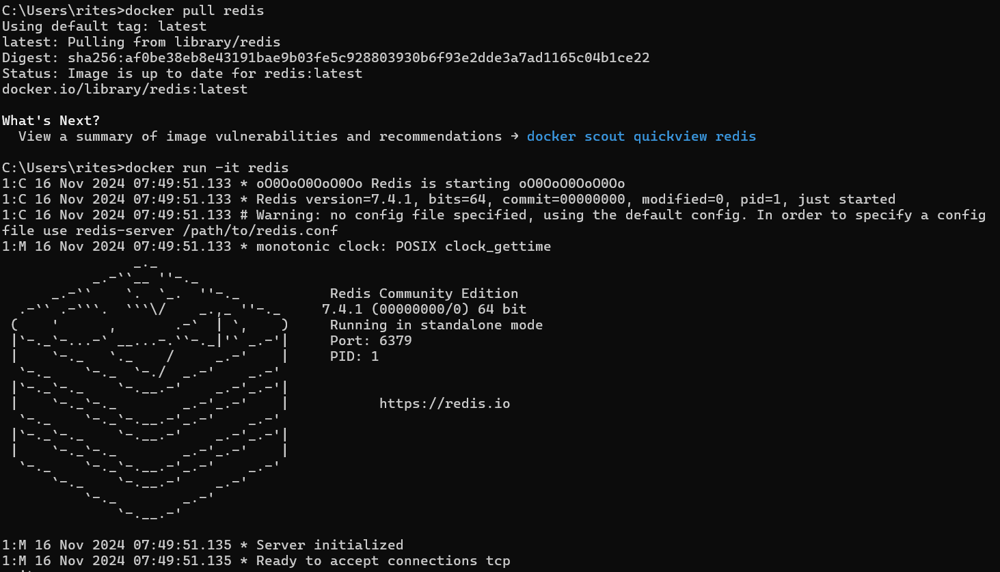 C:\Users\rites>docker pull redis
Using default tag: latest
latest: Pulling from library/redis
Digest: sha256:af0be38eb8e43191bae9b03fe5c928803930b6f93e2dde3a7ad1165c04b1ce22
Status: Image is up to date for redis:latest
docker.io/library/redis:latest
What's Next?
View a summary of image vulnerabilities and recommendations → docker scout quickview redis
C:\Users\rites>docker run -it redis
1:C 16 Nov 2024 07:49:51.133 * oO0OoO0OoO0Oo Redis is starting oO0OoO0OoO0Oo
1:C 16 Nov 2024 07:49:51.133 * Redis version=7.4.1, bits=64, commit=00000000, modified=0, pid=1, just started
1:C 16 Nov 2024 07:49:51.133 # Warning: no config file specified, using the default config. In order to specify a config
file use redis-server /path/to/redis.conf
1:M 16 Nov 2024 07:49:51.133 * monotonic clock: POSIX clock_gettime
Redis Community Edition
7.4.1 (00000000/0) 64 bit
Running in standalone mode
Port: 6379
PID: 1
https://redis.io
1:M 16 Nov 2024 07:49:51.135 * Server initialized
1:M 16 Nov 2024 07:49:51.135 * Ready to accept connections tcp